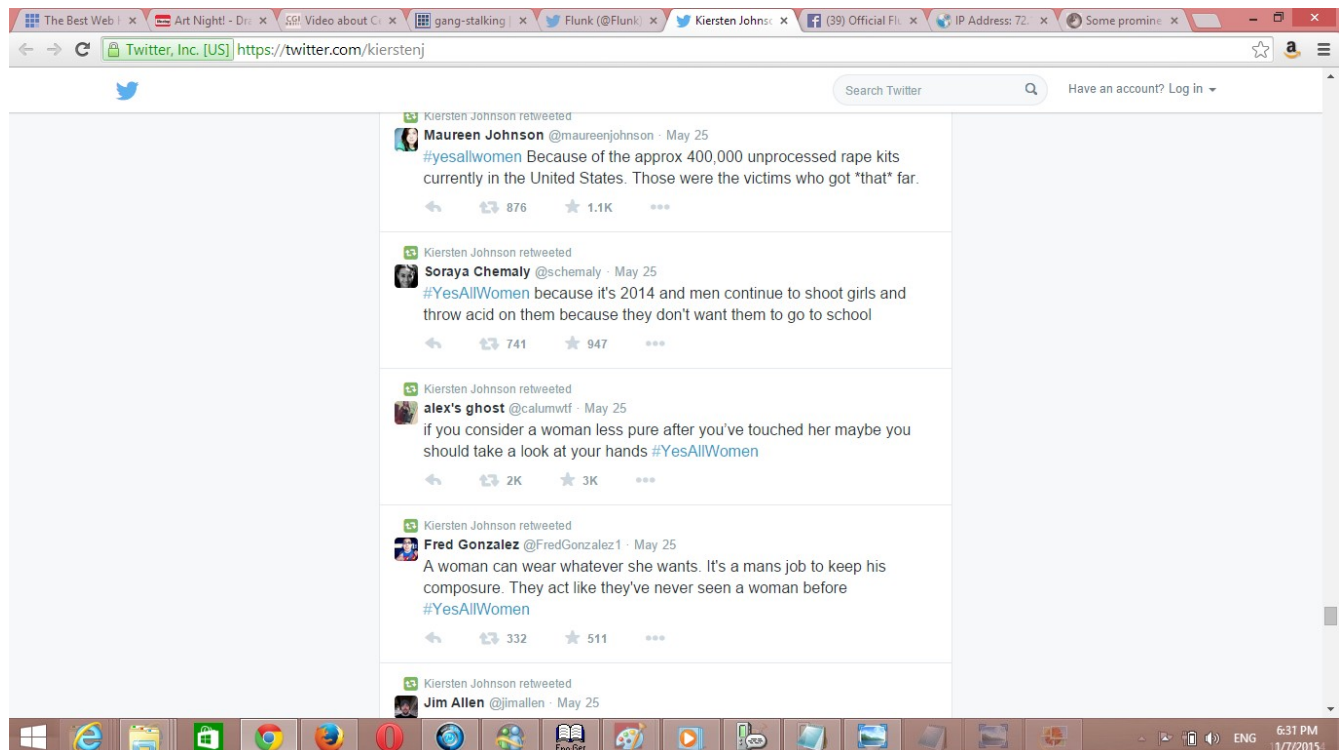 The Best Web H
Art Night! - Dra
Video about C
gang-stalking |
Flunk (@Flunk)
Kiersten Johnso
(39) Official Flu
IP Address: 72.
Some promine
Twitter, Inc. [US] https://twitter.com/kierstenj
Search Twitter
Have an account? Log in
Kiersten Johnson retweeted
Maureen Johnson @maureenjohnson · May 25
#yesallwomen Because of the approx 400,000 unprocessed rape kits
currently in the United States. Those were the victims who got *that* far.
876 1.1K
Kiersten Johnson retweeted
Soraya Chemaly @schemaly · May 25
#YesAllWomen because it's 2014 and men continue to shoot girls and
throw acid on them because they don't want them to go to school
741 947
Kiersten Johnson retweeted
alex's ghost @calumwtf · May 25
if you consider a woman less pure after you've touched her maybe you
should take a look at your hands #YesAllWomen
2K 3K
Kiersten Johnson retweeted
Fred Gonzalez @FredGonzalez1 · May 25
A woman can wear whatever she wants. It's a mans job to keep his
composure. They act like they've never seen a woman before
#YesAllWomen
332 511
Kiersten Johnson retweeted
Jim Allen @jimallen · May 25
ENG
6:31 PM
11/7/2015